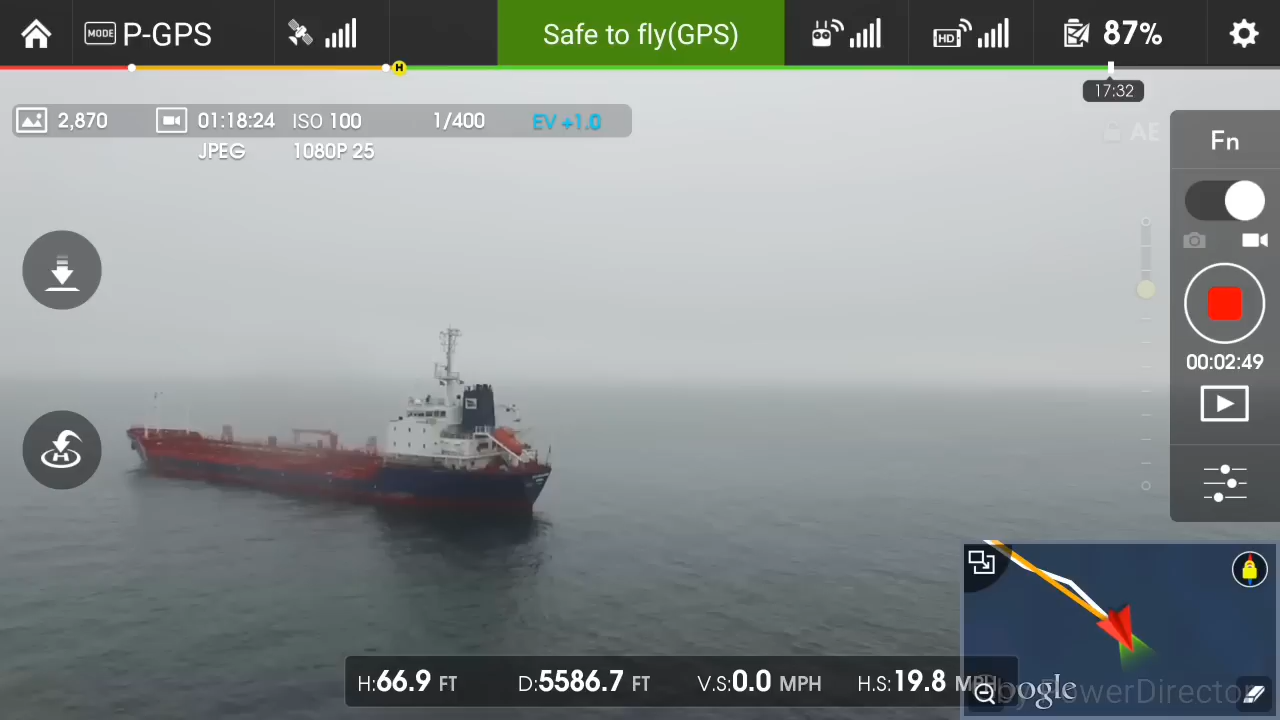 MODE P-GPS Safe to fly(GPS) HD 87%
H
17:32
2,870 01:18:24 ISO 100 1/400 EV +1.0
JPEG 1080P 25
AE
Fn
00:02:49
H
H:66.9 FT D:5586.7 FT V.S:0.0 MPH H.S:19.8 MPH
by PowerDirector